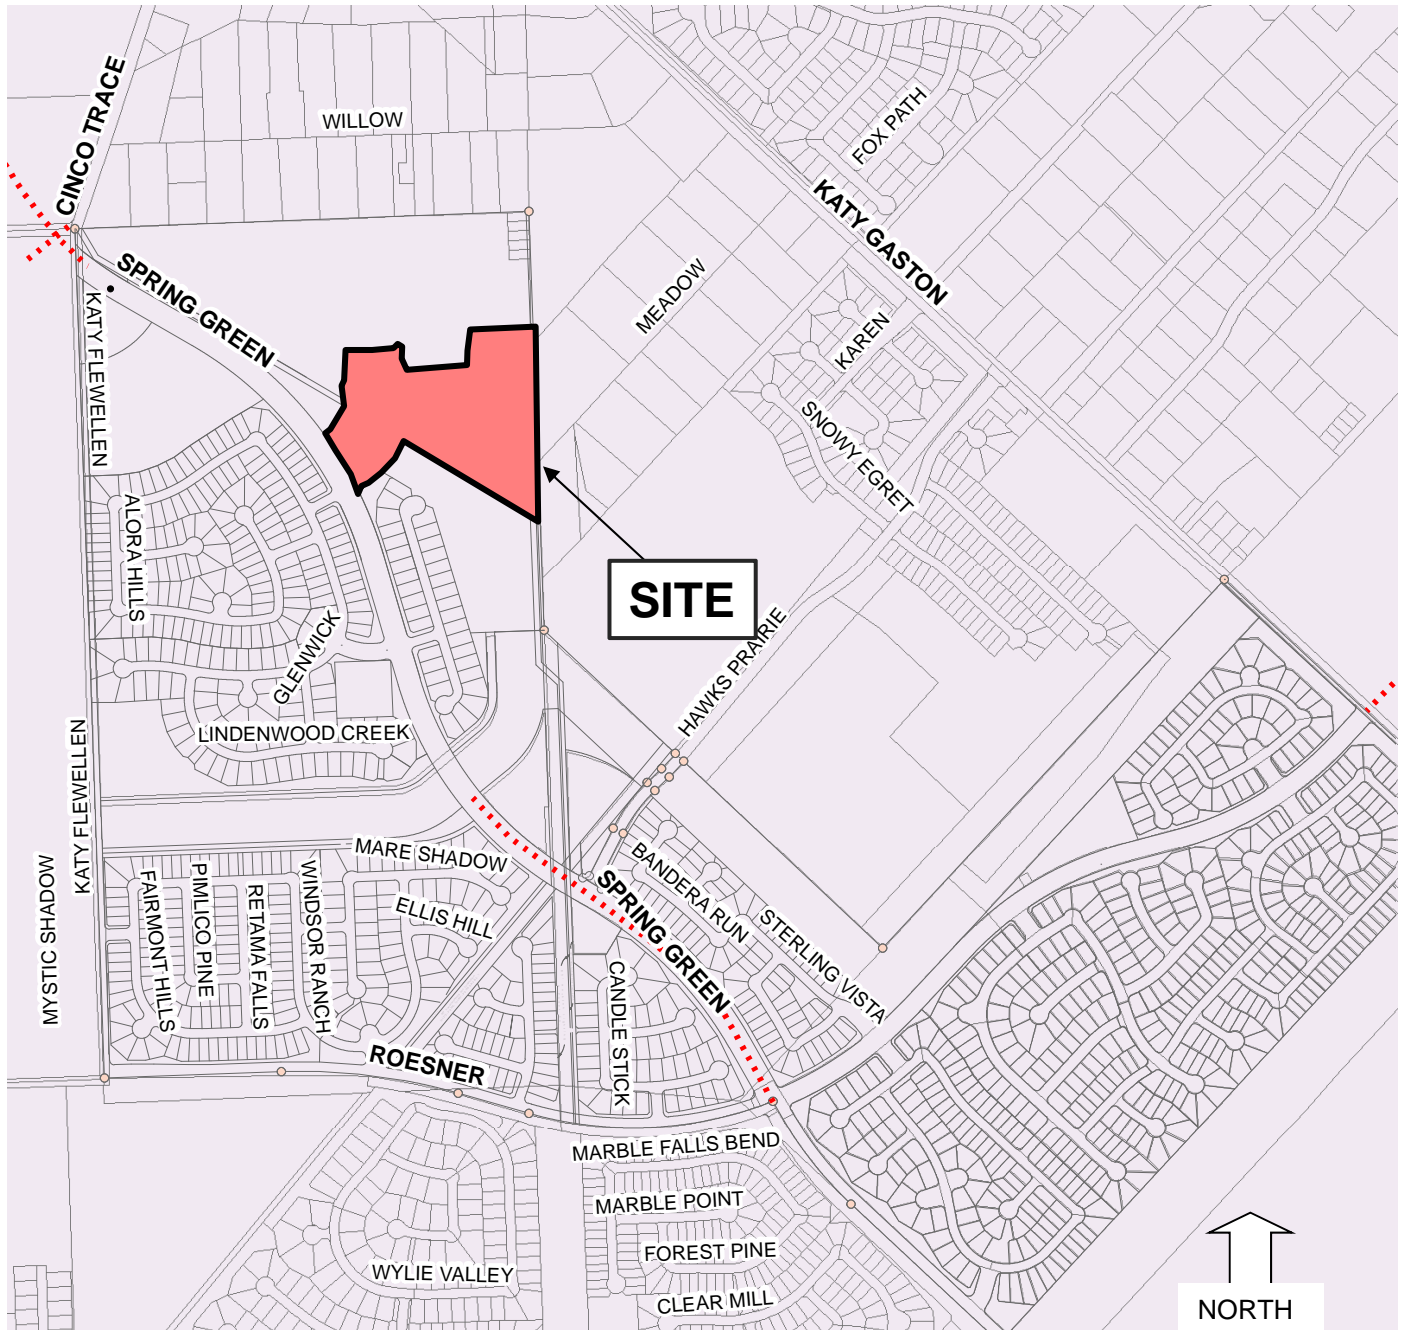 CINCO TRACE
WILLOW
FOX PATH
KATY GASTON
SPRING GREEN
MEADOW
KATY FLEWELLEN
KAREN
SNOWY EGRET
ALORA HILLS
SITE
GLENWICK
HAWKS PRAIRIE
LINDENWOOD CREEK
KATY FLEWELLEN
MARE SHADOW
MYSTIC SHADOW
FAIRMONT HILLS
PIMLICO PINE
RETAMA FALLS
WINDSOR RANCH
ELLIS HILL
SPRING GREEN
BANDERA RUN
STERLING VISTA
CANDLE STICK
ROESNER
MARBLE FALLS BEND
MARBLE POINT
FOREST PINE
WYLIE VALLEY
CLEAR MILL
NORTH